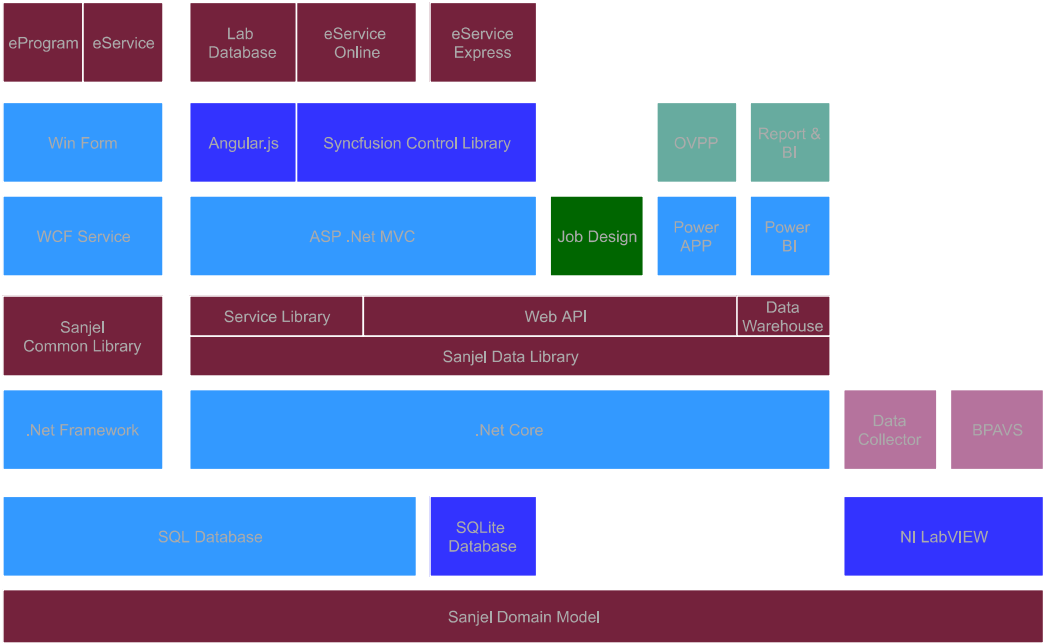 eProgram
eService
Lab
Database
eService
Online
eService
Express
Win Form
Angular.js
Syncfusion Control Library
OVPP
Report &
BI
WCF Service
ASP .Net MVC
Job Design
Power
APP
Power
BI
Sanjel
Common Library
Service Library
Web API
Data
Warehouse
Sanjel Data Library
.Net Framework
.Net Core
Data
Collector
BPAVS
SQL Database
SQLite
Database
NI LabVIEW
Sanjel Domain Model